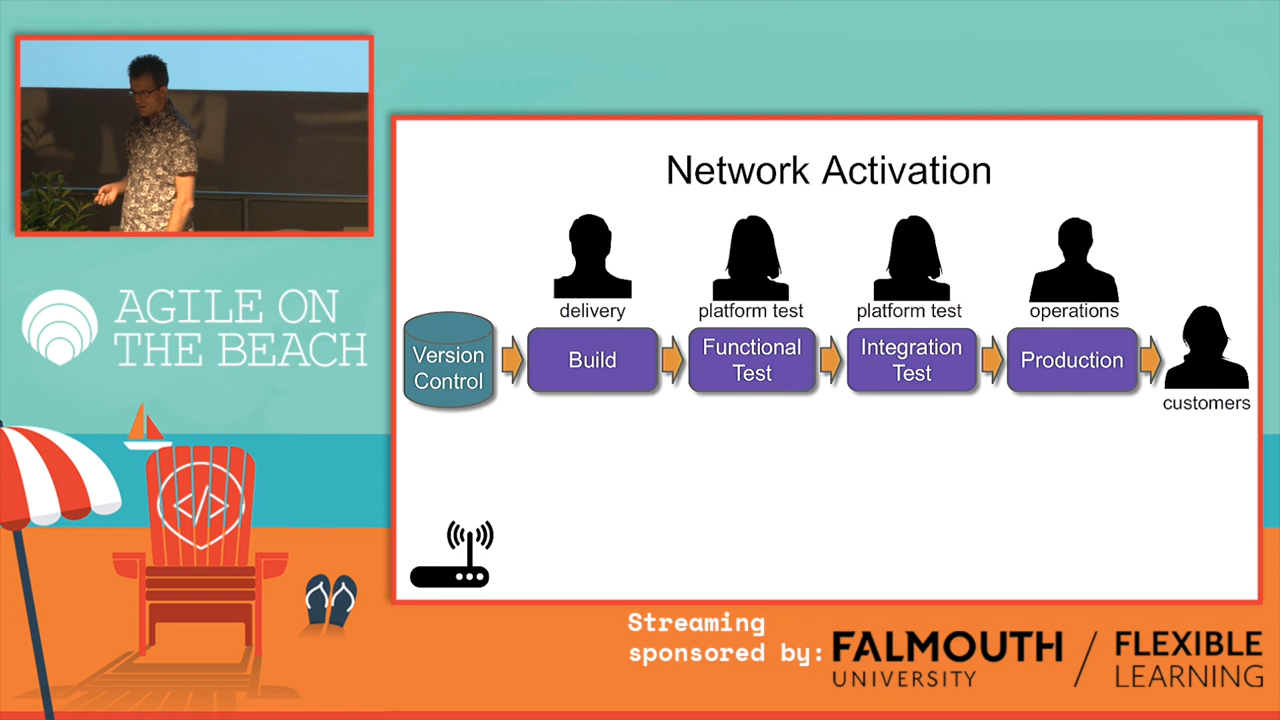 AGILE ON
THE BEACH
</>
Network Activation
delivery
platform test
platform test
operations
Version
Control
Build
Functional
Test
Integration
Test
Production
customers
Streaming
sponsored by:
FALMOUTH
UNIVERSITY
/
FLEXIBLE
LEARNING